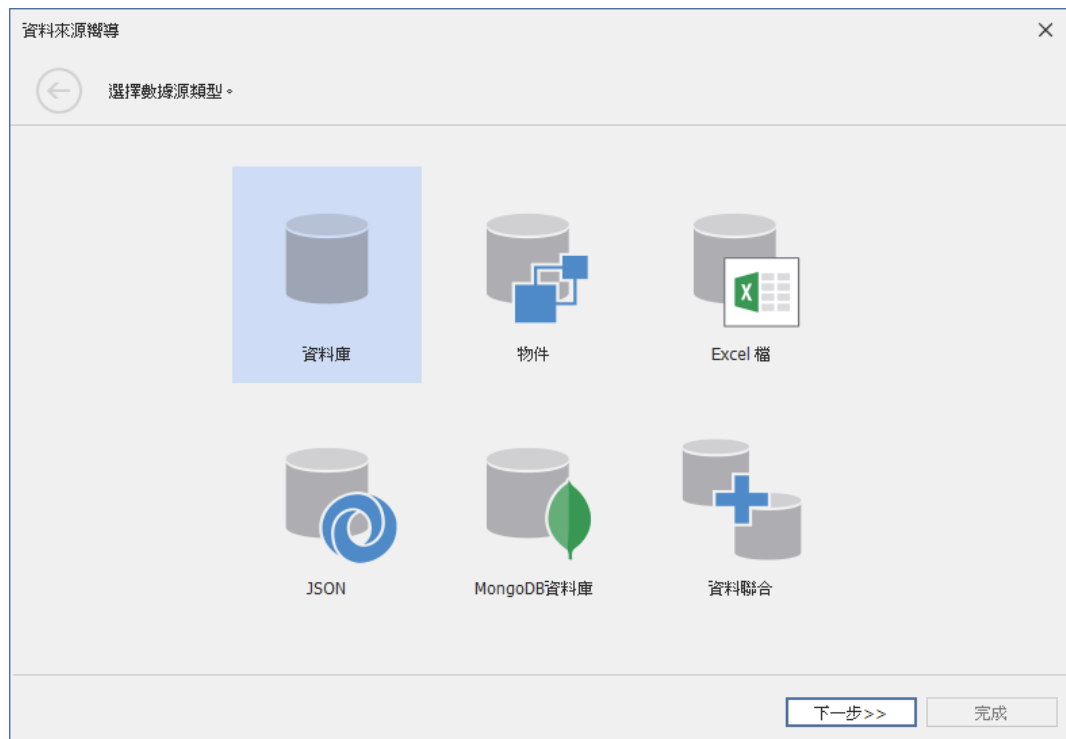 資料來源嚮導
選擇數據源類型。
資料庫
物件
X
Excel 檔
JSON
MongoDB資料庫
資料聯合
下一步>>
完成